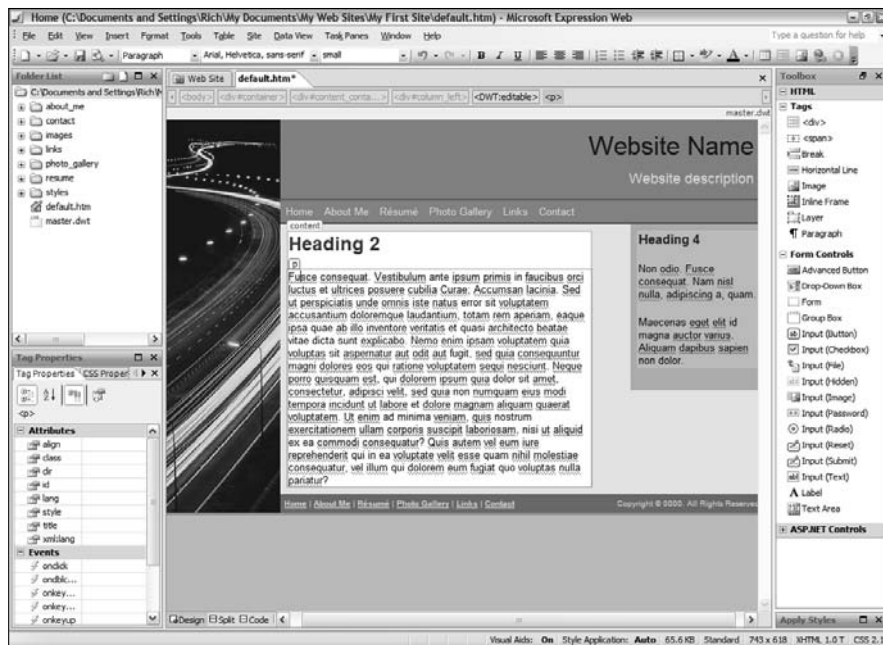 Home (C:\Documents and Settings\Rich\My Documents\My Web Sites\My First Site\default.htm) - Microsoft Expression Web
File Edit View Insert Format Tools Table Site Data View Task Panes Window Help
Type a question for help
Paragraph Arial, Helvetica, sans-serif small
B I U A
Folder List
C:\Documents and Settings\Rich\M
about_me
contact
images
links
photo_gallery
resume
styles
default.htm
master.dwt
Tag Properties
Tag Properties CSS Proper
<p>
Attributes
align
class
dir
id
lang
style
title
xml:lang
Events
onclick
ondblc...
onkey...
onkey...
onkeyup
Web Site default.htm*
<body> <div#container> <div#content_conta...> <div#column_left> <DWT:editable> <p>
master.dwt
Website Name
Website description
Home About Me Résumé Photo Gallery Links Contact
content
Heading 2
p
Fusce consequat. Vestibulum ante ipsum primis in faucibus orci
luctus et ultrices posuere cubilia Curae; Accumsan lacinia. Sed
ut perspiciatis unde omnis iste natus error sit voluptatem
accusantium doloremque laudantium, totam rem aperiam, eaque
ipsa quae ab illo inventore veritatis et quasi architecto beatae
vitae dicta sunt explicabo. Nemo enim ipsam voluptatem quia
voluptas sit aspernatur aut odit aut fugit, sed quia consequuntur
magni dolores eos qui ratione voluptatem sequi nesciunt. Neque
porro quisquam est, qui dolorem ipsum quia dolor sit amet,
consectetur, adipisci velit, sed quia non numquam eius modi
tempora incidunt ut labore et dolore magnam aliquam quaerat
voluptatem. Ut enim ad minima veniam, quis nostrum
exercitationem ullam corporis suscipit laboriosam, nisi ut aliquid
ex ea commodi consequatur? Quis autem vel eum iure
reprehenderit qui in ea voluptate velit esse quam nihil molestiae
consequatur, vel illum qui dolorem eum fugiat quo voluptas nulla
pariatur?
Heading 4
Non odio. Fusce
consequat. Nam nisl
nulla, adipiscing a, quam.
Maecenas eget elit id
magna auctor varius.
Aliquam dapibus sapien
non dolor.
Home | About Me | Résumé | Photo Gallery | Links | Contact
Copyright © 0000. All Rights Reserved
Design Split Code
Toolbox
HTML
Tags
<div>
<span>
Break
Horizontal Line
Image
Inline Frame
Layer
Paragraph
Form Controls
Advanced Button
Drop-Down Box
Form
Group Box
Input (Button)
Input (Checkbox)
Input (File)
Input (Hidden)
Input (Image)
Input (Password)
Input (Radio)
Input (Reset)
Input (Submit)
Input (Text)
Label
Text Area
ASP.NET Controls
Apply Styles
Visual Aids: On Style Application: Auto 65.6 KB Standard 743 x 618 XHTML 1.0 T CSS 2.1